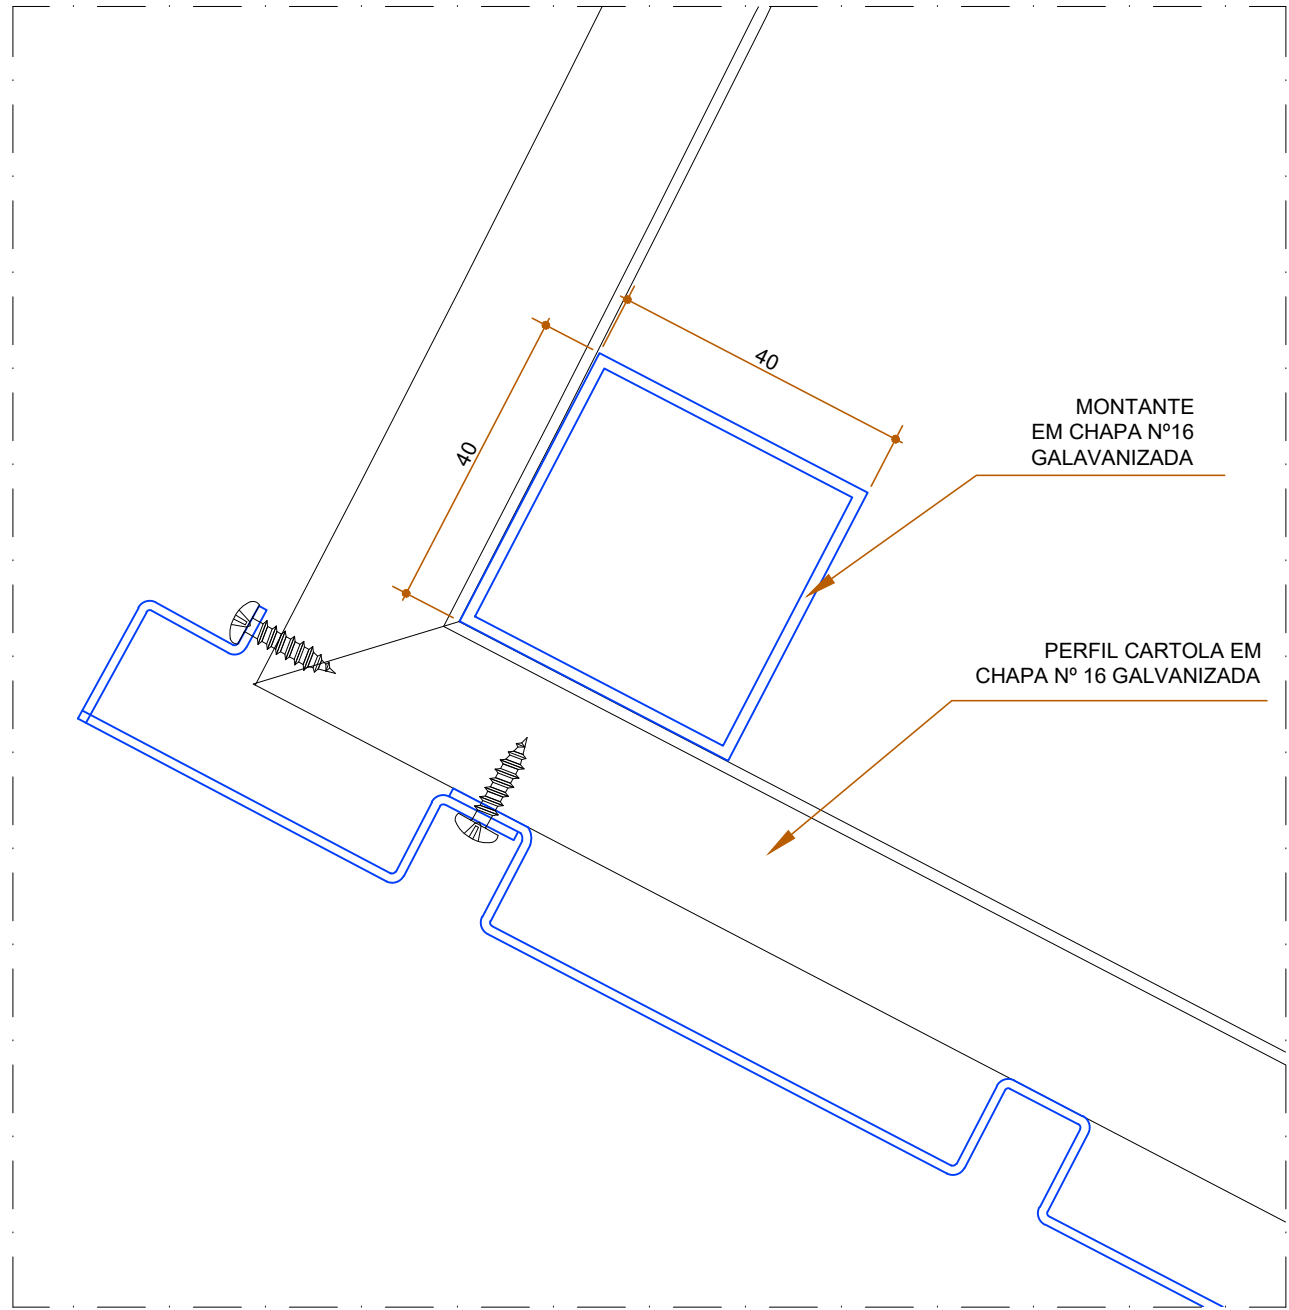 40
40
MONTANTE
EM CHAPA Nº16
GALAVANIZADA
PERFIL CARTOLA EM
CHAPA Nº 16 GALVANIZADA